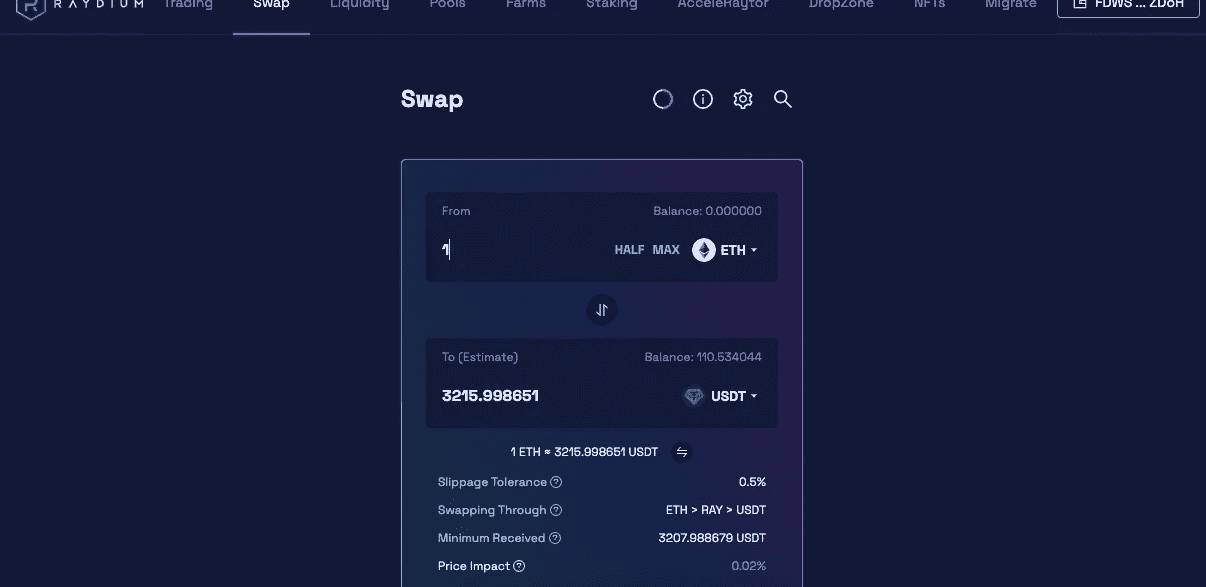 RAYDIUM Trading Swap Liquidity Pools Farms Staking AcceleRaytor DropZone NFTs Migrate FDWS ... ZDoH
Swap
From Balance: 0.000000
1 HALF MAX ETH
To (Estimate) Balance: 110.534044
3215.998651 USDT
1 ETH ≈ 3215.998651 USDT
Slippage Tolerance 0.5%
Swapping Through ETH > RAY > USDT
Minimum Received 3207.988679 USDT
Price Impact 0.02%